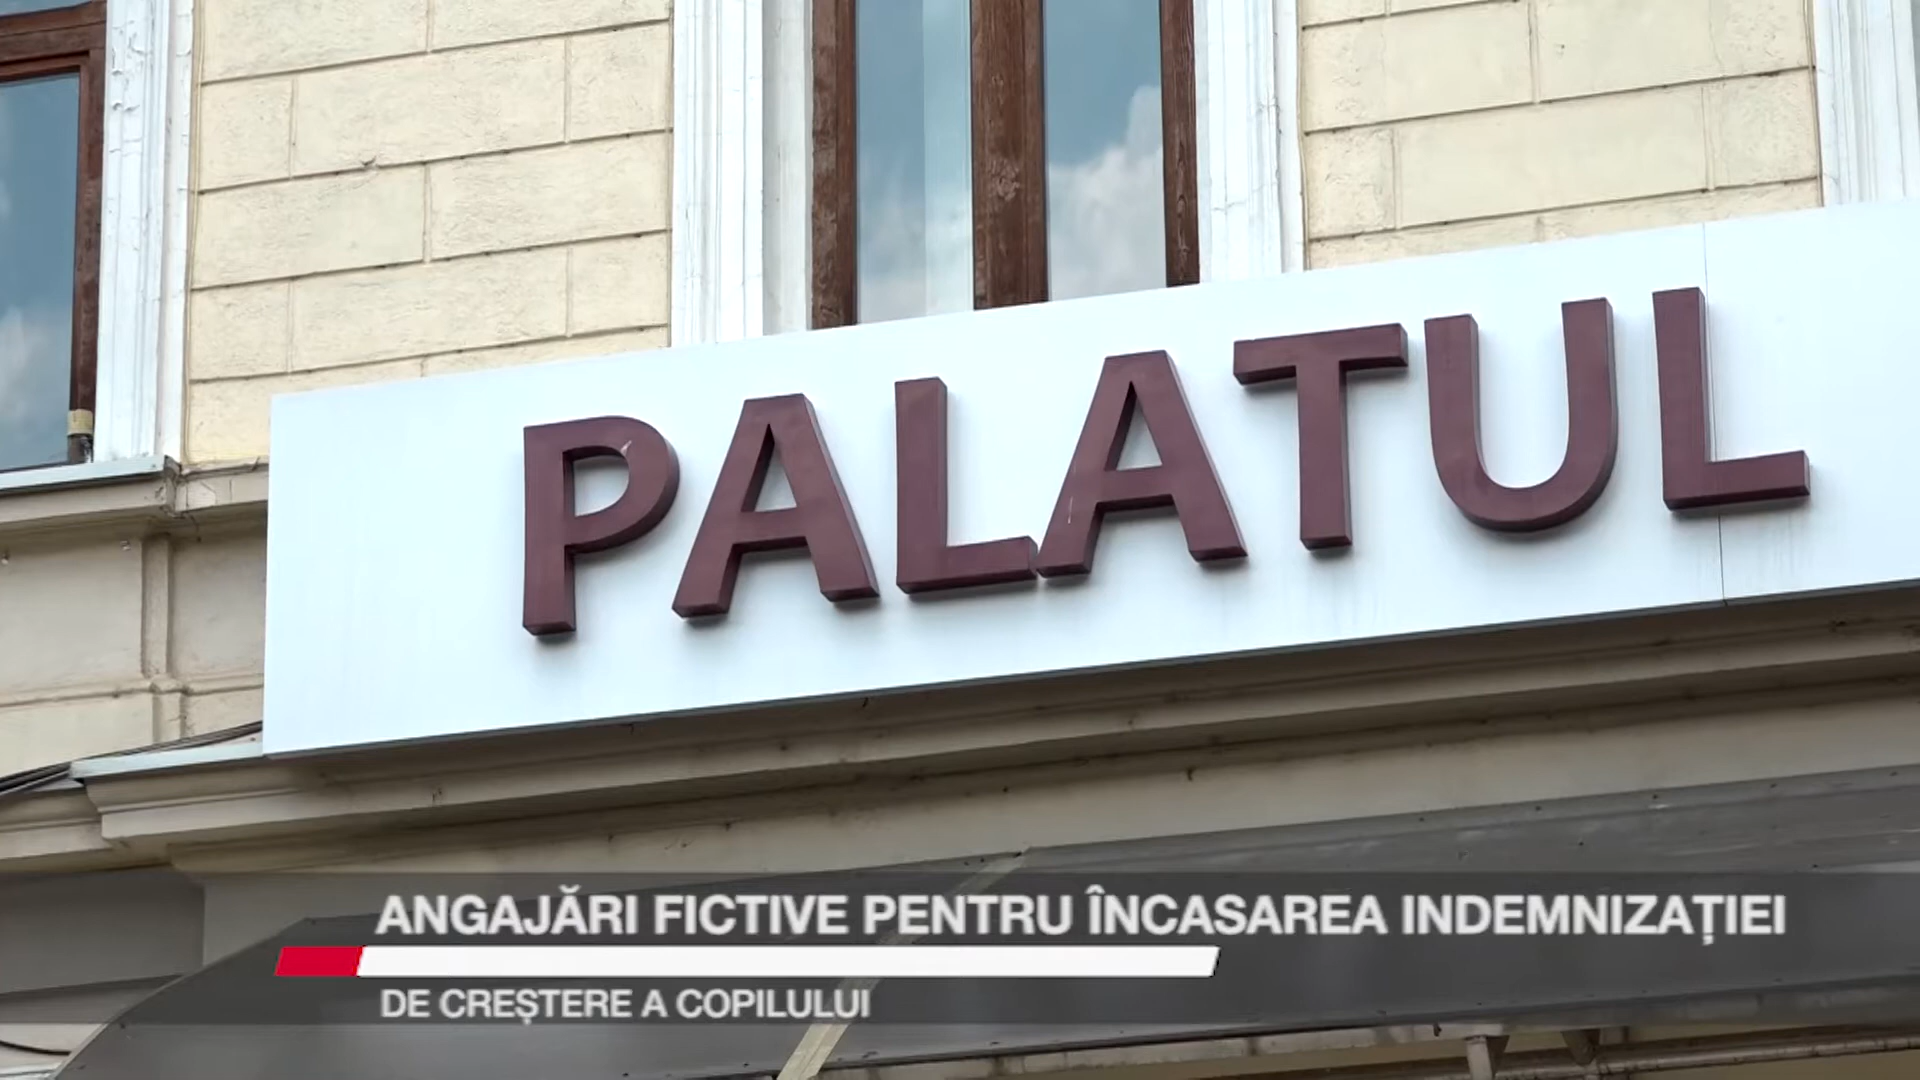 PALATUL
ANGAJĂRI FICTIVE PENTRU ÎNCASAREA INDEMNIZAȚIEI
DE CREȘTERE A COPILULUI